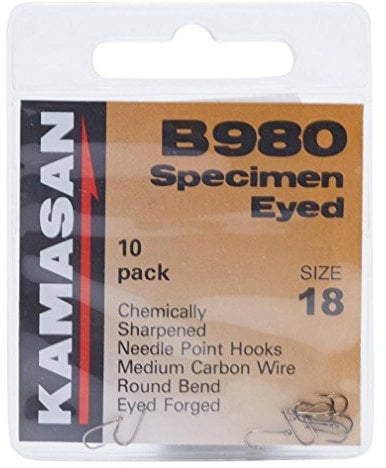 KAMASAN
B980
Specimen
Eyed
10
pack
SIZE
18
Chemically
Sharpened
Needle Point Hooks
Medium Carbon Wire
Round Bend
Eyed Forged